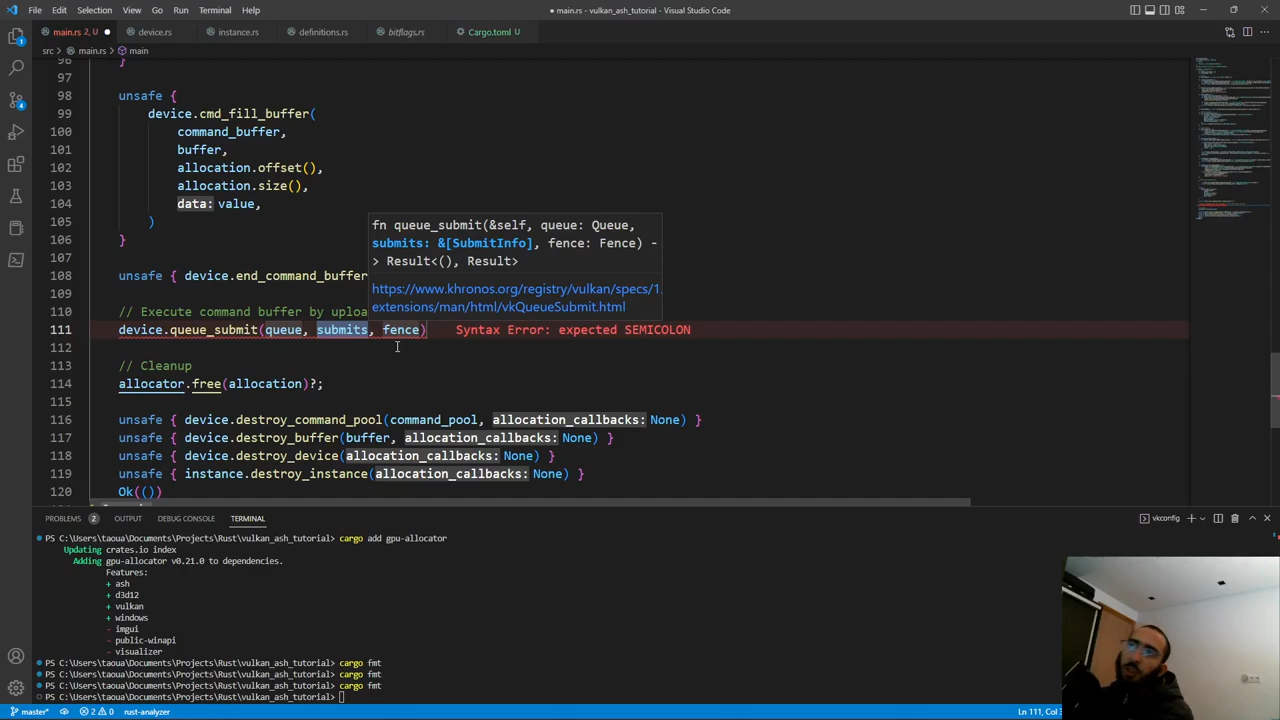 File Edit Selection View Go Run Terminal Help
● main.rs - vulkan_ash_tutorial - Visual Studio Code
main.rs 2, U ●
device.rs
instance.rs
definitions.rs
bitflags.rs
Cargo.toml
src > main.rs > main
96 }
97
98 unsafe {
99 device.cmd_fill_buffer(
100 command_buffer,
101 buffer,
102 allocation.offset(),
103 allocation.size(),
104 data: value,
105 )
106 }
107
108 unsafe { device.end_command_buffer
109
110 // Execute command buffer by uploa
111 device.queue_submit(queue, submits, fence) Syntax Error: expected SEMICOLON
112
113 // Cleanup
114 allocator.free(allocation)?;
116 unsafe { device.destroy_command_pool(command_pool, allocation_callbacks: None) }
117 unsafe { device.destroy_buffer(buffer, allocation_callbacks: None) }
118 unsafe { device.destroy_device(allocation_callbacks: None) }
119 unsafe { instance.destroy_instance(allocation_callbacks: None) }
120 Ok(())
fn queue_submit(&self, queue: Queue,
submits: &[SubmitInfo], fence: Fence) -
> Result<(), Result>
https://www.khronos.org/registry/vulkan/specs/1.
extensions/man/html/vkQueueSubmit.html
PROBLEMS 2 OUTPUT DEBUG CONSOLE TERMINAL
vkconfig
PS C:\Users\taoua\Documents\Projects\Rust\vulkan_ash_tutorial> cargo add gpu-allocator
Updating crates.io index
Adding gpu-allocator v0.21.0 to dependencies.
Features:
+ ash
+ d3d12
+ vulkan
+ windows
- imgui
- public-winapi
- visualizer
PS C:\Users\taoua\Documents\Projects\Rust\vulkan_ash_tutorial> cargo fmt
PS C:\Users\taoua\Documents\Projects\Rust\vulkan_ash_tutorial> cargo fmt
PS C:\Users\taoua\Documents\Projects\Rust\vulkan_ash_tutorial> cargo fmt
PS C:\Users\taoua\Documents\Projects\Rust\vulkan_ash_tutorial>
master* 2 0 rust-analyzer